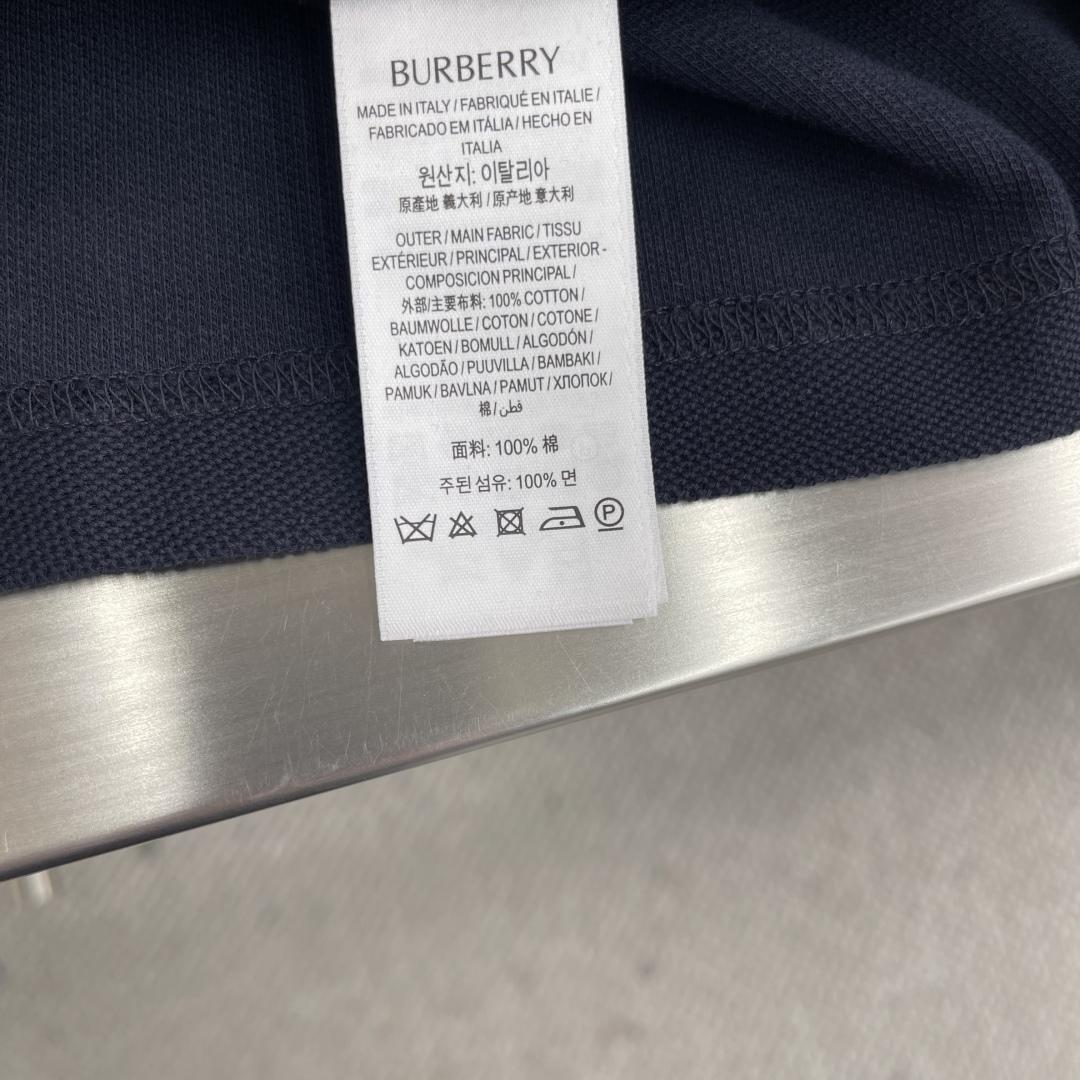 BURBERRY
MADE IN ITALY / FABRIQUÉ EN ITALIE /
FABRICADO EM ITÁLIA / HECHO EN
ITALIA
원산지: 이탈리아
原產地 義大利 / 原产地 意大利
OUTER / MAIN FABRIC / TISSU
EXTÉRIEUR / PRINCIPAL / EXTERIOR -
COMPOSICION PRINCIPAL /
外部/主要布料: 100% COTTON /
BAUMWOLLE / COTON / COTONE /
KATOEN / BOMULL / ALGODÓN /
ALGODÃO / PUUVILLA / BAMBAKI /
PAMUK / BAVLNA / PAMUT / ХЛОПОК /
棉 / قطن
面料: 100% 棉
주된 섬유: 100% 면
P